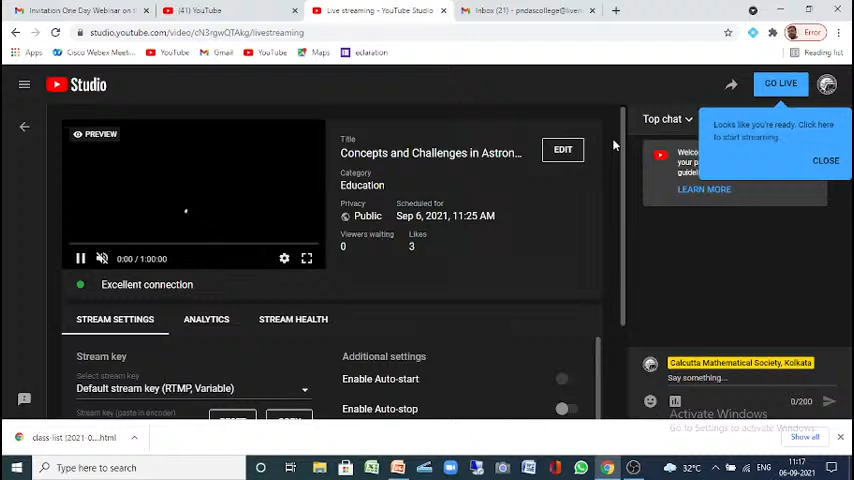 Invitation One Day Webinar on th
(41) YouTube
Live streaming - YouTube Studio
Inbox (21) - pndascollege@liven
studio.youtube.com/video/cN3rgwQTAkg/livestreaming
Error
Apps
Cisco Webex Meet...
YouTube
Gmail
YouTube
Maps
eclaration
Reading list
Studio
GO LIVE
PREVIEW
Title
Concepts and Challenges in Astron...
EDIT
Category
Education
Privacy
Scheduled for
Public
Sep 6, 2021, 11:25 AM
Viewers waiting
Likes
0
3
0:00 / 1:00:00
Excellent connection
Top chat
Looks like you're ready. Click here
to start streaming.
CLOSE
Welco
your p
guidel
LEARN MORE
STREAM SETTINGS
ANALYTICS
STREAM HEALTH
Stream key
Additional settings
Select stream key
Default stream key (RTMP, Variable)
Enable Auto-start
Enable Auto-stop
Stream key (paste in encoder)
Calcutta Mathematical Society, Kolkata
Say something...
0/200
Activate Windows
Go to Settings to activate Windows.
class-list (2021-0....html
Show all
Type here to search
32°C
ENG
11:17
06-09-2021